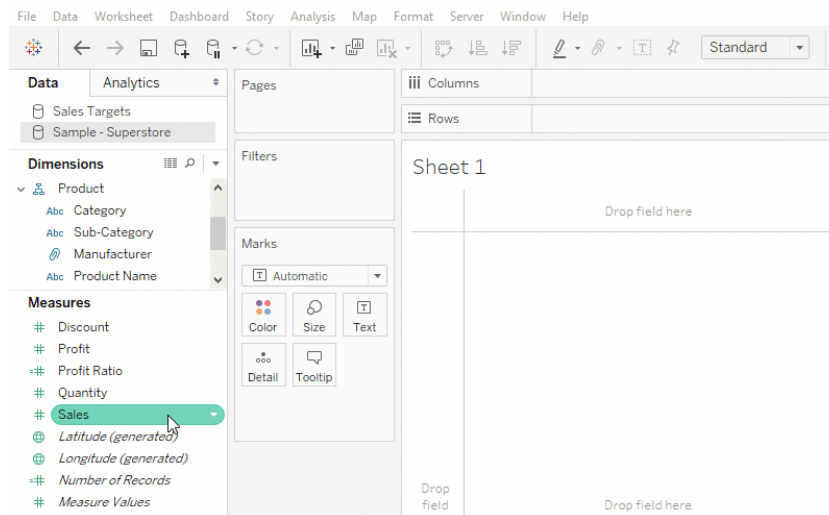 File Data Worksheet Dashboard Story Analysis Map Format Server Window Help
Standard
Data Analytics
Sales Targets
Sample - Superstore
Dimensions
Product
Abc Category
Abc Sub-Category
Manufacturer
Abc Product Name
Measures
Discount
Profit
Profit Ratio
Quantity
Sales
Latitude (generated)
Longitude (generated)
Number of Records
Measure Values
Pages
Filters
Marks
T Automatic
Color Size Text
Detail Tooltip
Columns
Rows
Sheet 1
Drop field here
Drop
field
Drop field here